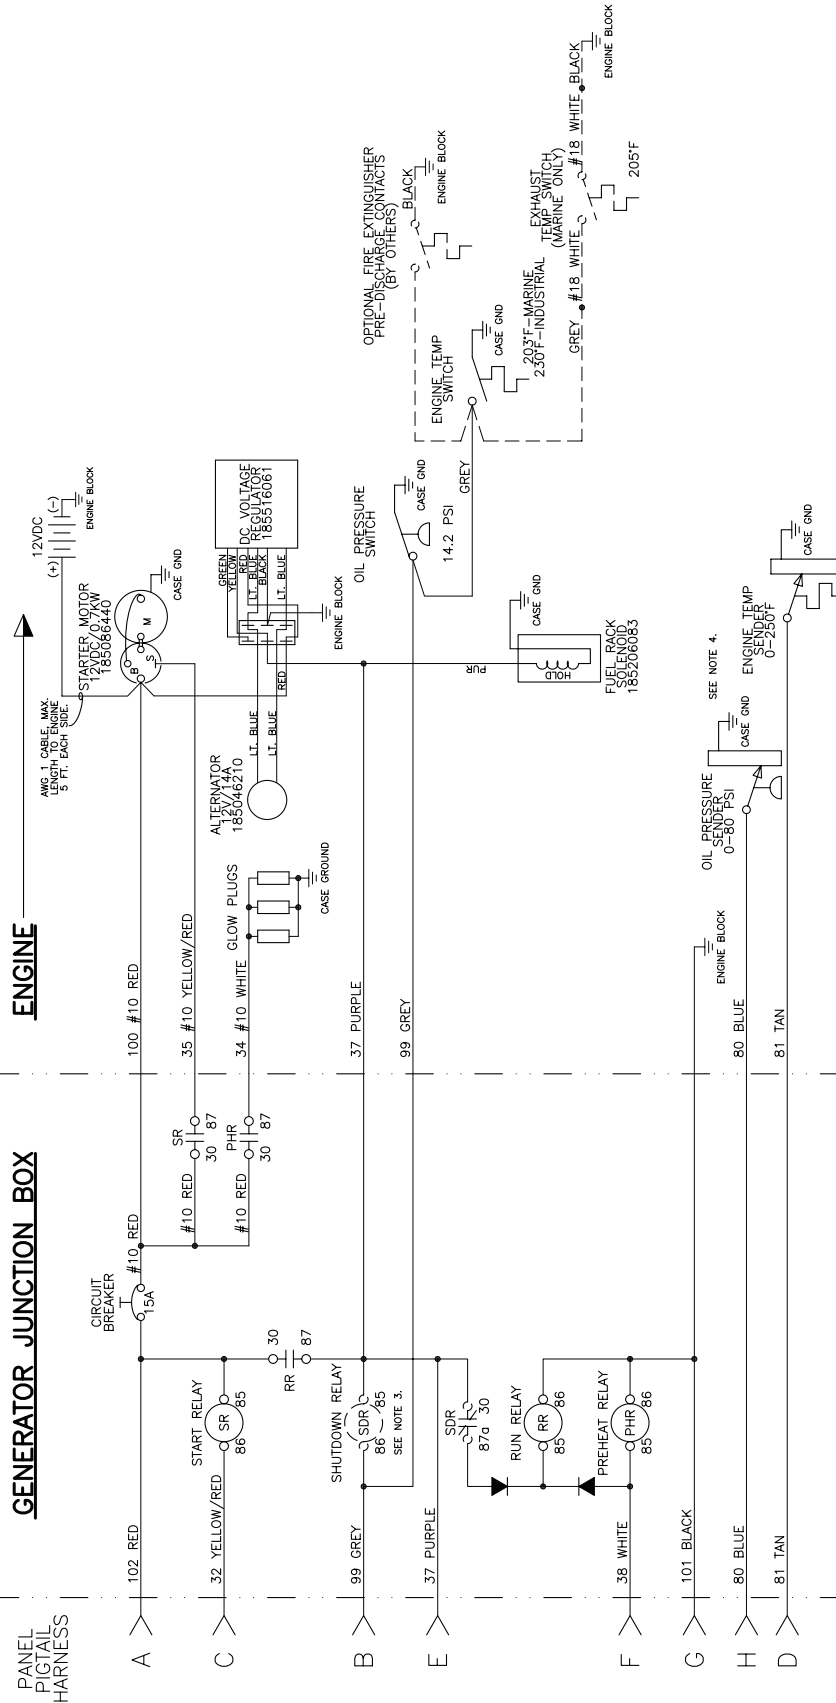 PANEL
PIGTAIL
HARNESS
GENERATOR JUNCTION BOX
ENGINE
A
102 RED
CIRCUIT
BREAKER
15A
#10 RED
100 #10 RED
C
32 YELLOW/RED
START RELAY
SR
86
85
30
RR
87
#10 RED
SR
30
87
35 #10 YELLOW/RED
#10 RED
PHR
30
87
34 #10 WHITE
GLOW PLUGS
CASE GROUND
AWG 1 CABLE, MAX.
LENGTH TO ENGINE
5 FT. EACH SIDE.
STARTER MOTOR
12VDC/0.7KW
185086440
B
S
M
CASE GND
12VDC
(+)
(-)
ENGINE BLOCK
ALTERNATOR
12V/14A
185046210
LT. BLUE
LT. BLUE
RED
GREEN
YELLOW
RED
LT. BLUE
BLACK
LT. BLUE
DC VOLTAGE
REGULATOR
185516061
ENGINE BLOCK
B
99 GREY
SHUTDOWN RELAY
SDR
86
85
SEE NOTE 3.
37 PURPLE
E
37 PURPLE
SDR
87a
30
99 GREY
OIL PRESSURE
SWITCH
CASE GND
14.2 PSI
GREY
PUR
HOLD
FUEL RACK
SOLENOID
185206083
CASE GND
ENGINE TEMP
SWITCH
CASE GND
203°F-MARINE
230°F-INDUSTRIAL
OPTIONAL FIRE EXTINGUISHER
PRE-DISCHARGE CONTACTS
(BY OTHERS)
BLACK
ENGINE BLOCK
GREY
#18 WHITE
EXHAUST
TEMP SWITCH
(MARINE ONLY)
205°F
#18 WHITE
BLACK
ENGINE BLOCK
RUN RELAY
RR
85
86
F
38 WHITE
PREHEAT RELAY
PHR
85
86
G
101 BLACK
ENGINE BLOCK
H
80 BLUE
80 BLUE
OIL PRESSURE
SENDER
0-80 PSI
CASE GND
SEE NOTE 4.
D
81 TAN
81 TAN
ENGINE TEMP
SENDER
0-250°F
CASE GND